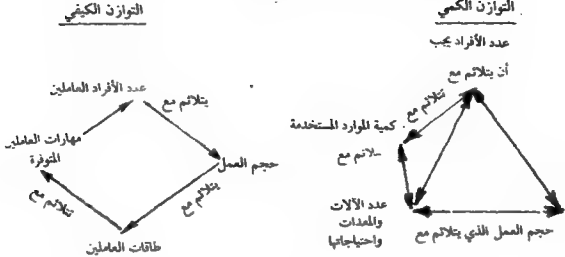 التوازن الكمي
عدد الأفراد يجب
أن يتلائم مع
تتلائم مع
كمية الموارد المستخدمة
تلائم مع
عدد الآلات
والمعدات
واحتياجاتها
حجم العمل الذي يتلائم مع
التوازن الكيفي
عدد الأفراد العاملين
يتلائم مع
حجم العمل
يتلائم مع
طاقات العاملين
تتلائم مع
مهارات العاملين
المتوفرة